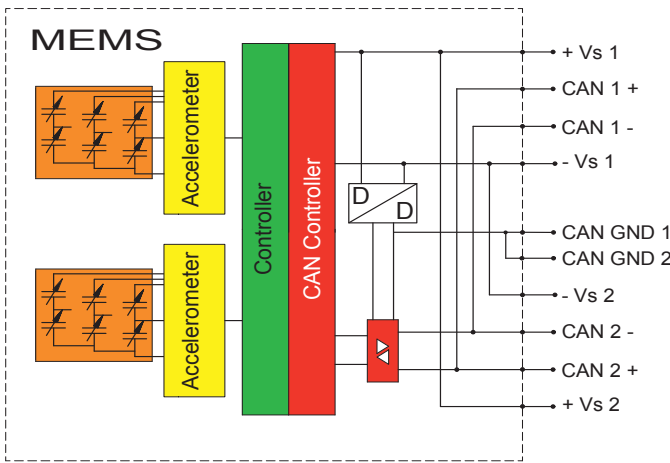 MEMS
Accelerometer
Accelerometer
Controller
CAN Controller
D
D
+ Vs 1
CAN 1 +
CAN 1 -
- Vs 1
CAN GND 1
CAN GND 2
- Vs 2
CAN 2 -
CAN 2 +
+ Vs 2